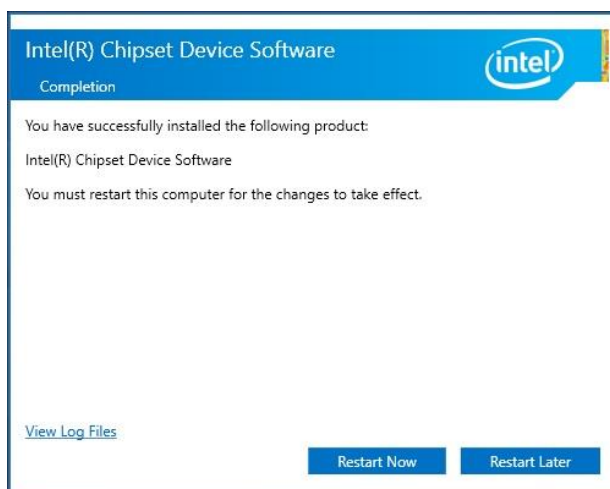 Intel(R) Chipset Device Software
intel
Completion
You have successfully installed the following product:
Intel(R) Chipset Device Software
You must restart this computer for the changes to take effect.
View Log Files
Restart Now
Restart Later